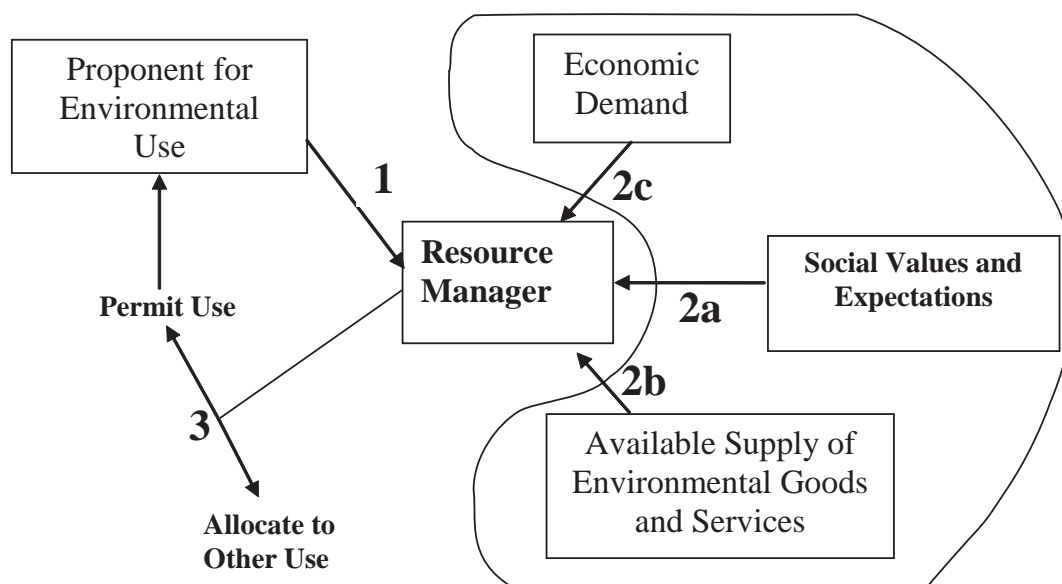 Proponent for
Environmental
Use
Economic
Demand
1
2c
Resource
Manager
Social Values and
Expectations
2a
Permit Use
2b
3
Available Supply of
Environmental Goods
and Services
Allocate to
Other Use